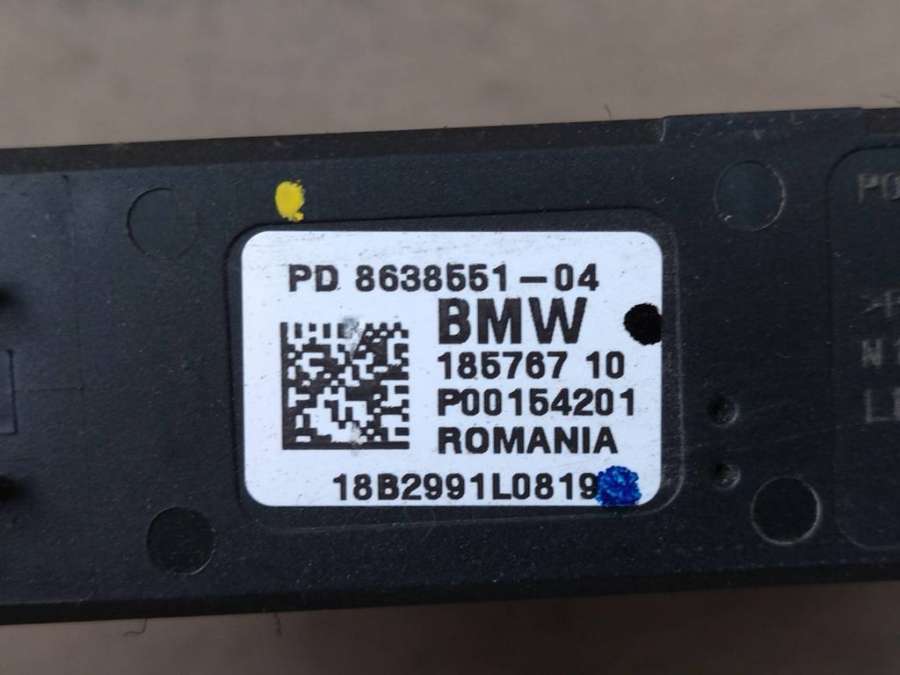 PD 8638551-04
BMW
185767 10
P00154201
ROMANIA
18B2991L0819